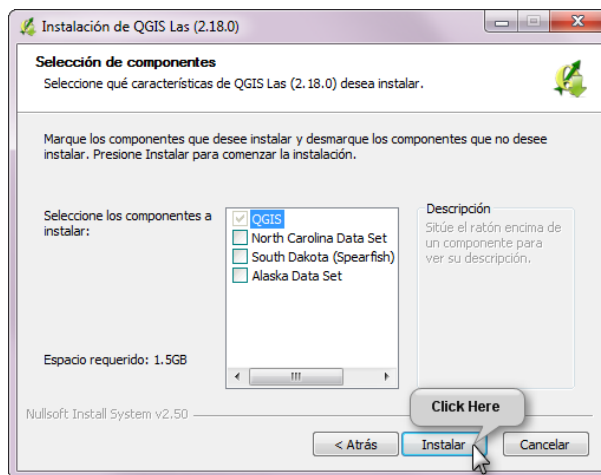 Instalación de QGIS Las (2.18.0)
Selección de componentes
Seleccione qué características de QGIS Las (2.18.0) desea instalar.
Marque los componentes que desee instalar y desmarque los componentes que no desee
instalar. Presione Instalar para comenzar la instalación.
Seleccione los componentes a
instalar:
QGIS
North Carolina Data Set
South Dakota (Spearfish)
Alaska Data Set
Descripción
Sitúe el ratón encima de
un componente para
ver su descripción.
Espacio requerido: 1.5GB
Nullsoft Install System v2.50
Click Here
< Atrás
Instalar
Cancelar